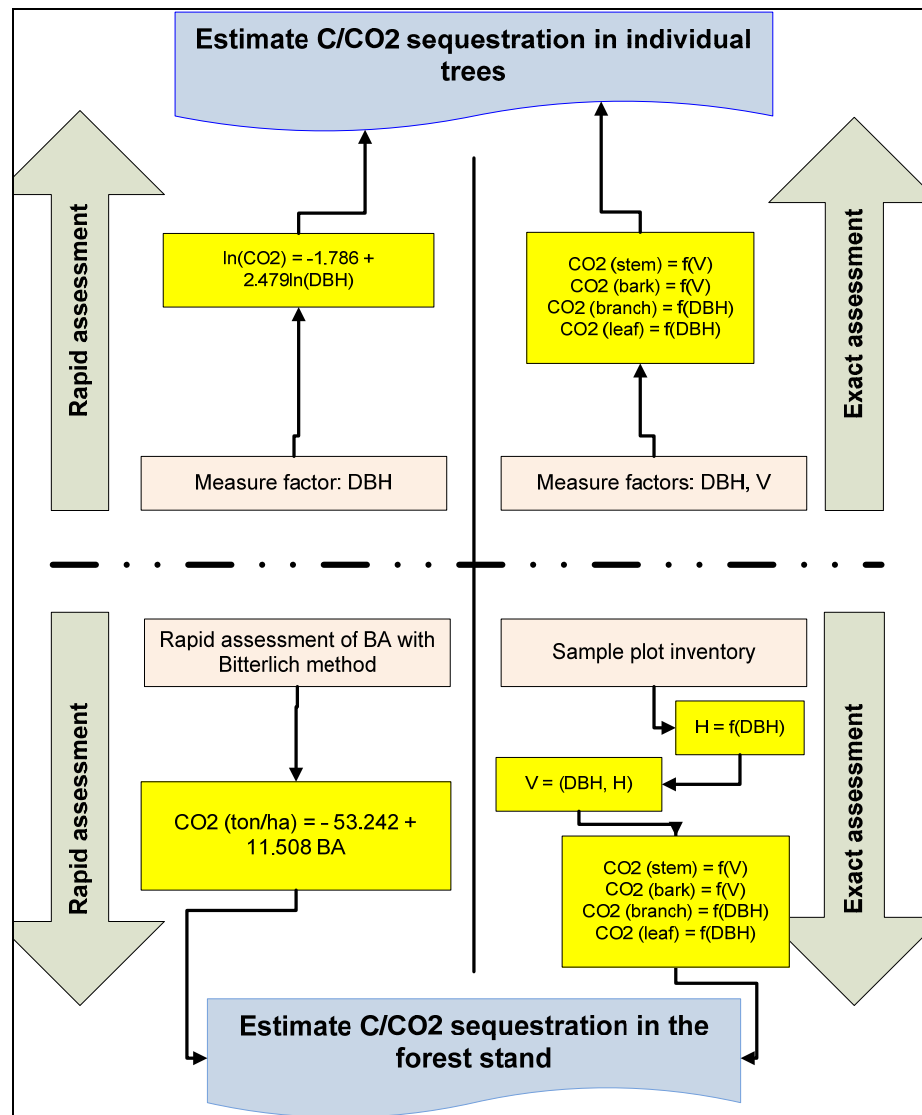 Estimate C/CO2 sequestration in individual
trees
Rapid assessment
ln(CO2) = -1.786 +
2.479ln(DBH)
Measure factor: DBH
CO2 (stem) = f(V)
CO2 (bark) = f(V)
CO2 (branch) = f(DBH)
CO2 (leaf) = f(DBH)
Measure factors: DBH, V
Exact assessment
Rapid assessment
Rapid assessment of BA with
Bitterlich method
CO2 (ton/ha) = - 53.242 +
11.508 BA
Sample plot inventory
H = f(DBH)
V = (DBH, H)
CO2 (stem) = f(V)
CO2 (bark) = f(V)
CO2 (branch) = f(DBH)
CO2 (leaf) = f(DBH)
Exact assessment
Estimate C/CO2 sequestration in the
forest stand